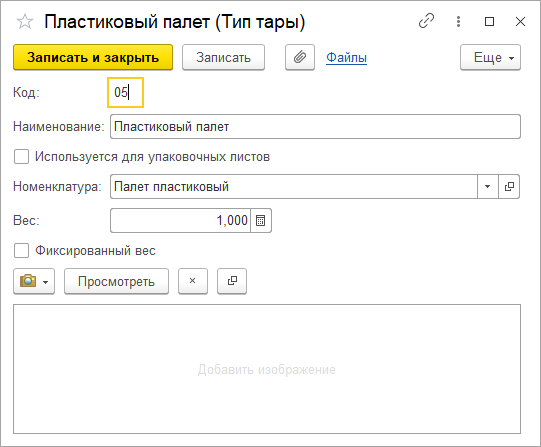 Пластиковый палет (Тип тары)
Записать и закрыть Записать Файлы Еще
Код: 05
Наименование: Пластиковый палет
Используется для упаковочных листов
Номенклатура: Палет пластиковый
Вес: 1,000
Фиксированный вес
Просмотреть ×
Добавить изображение